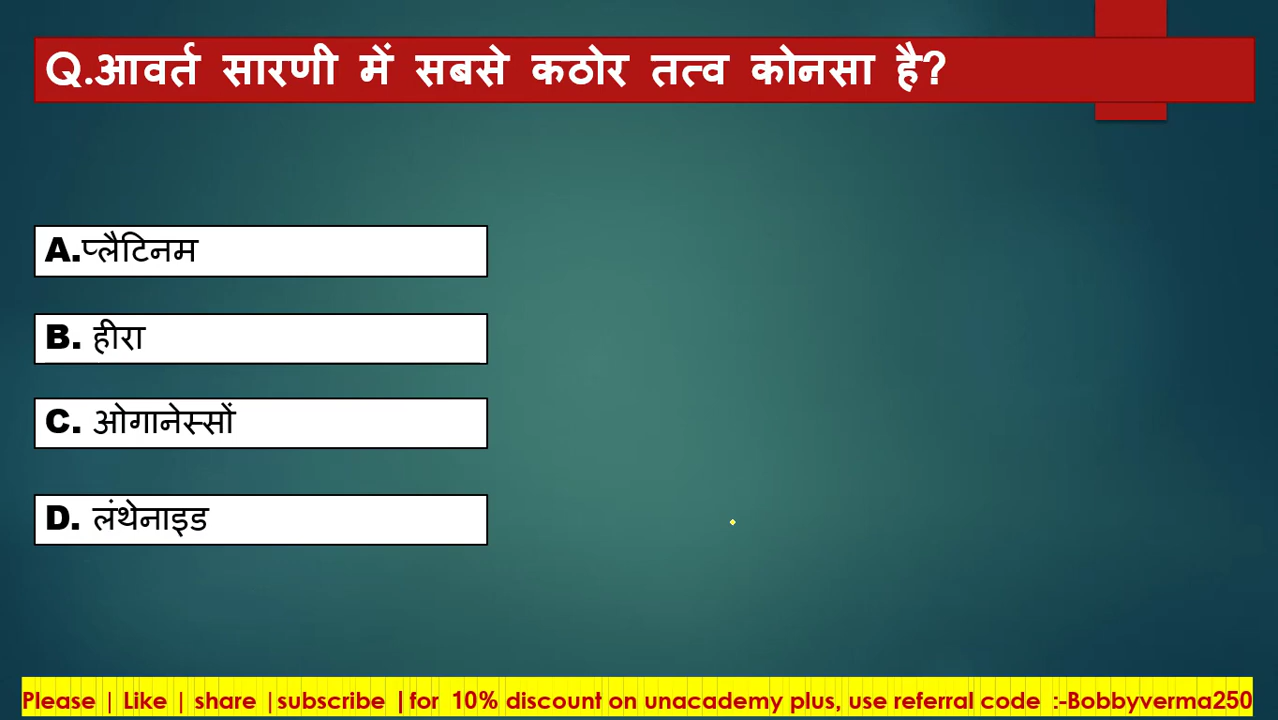 Q.आवर्त सारणी में सबसे कठोर तत्व कोनसा है?
A.प्लैटिनम
B. हीरा
C. ओगानेस्सों
D. लंथेनाइड
Please | Like | share |subscribe |for 10% discount on unacademy plus, use referral code :-Bobbyverma250